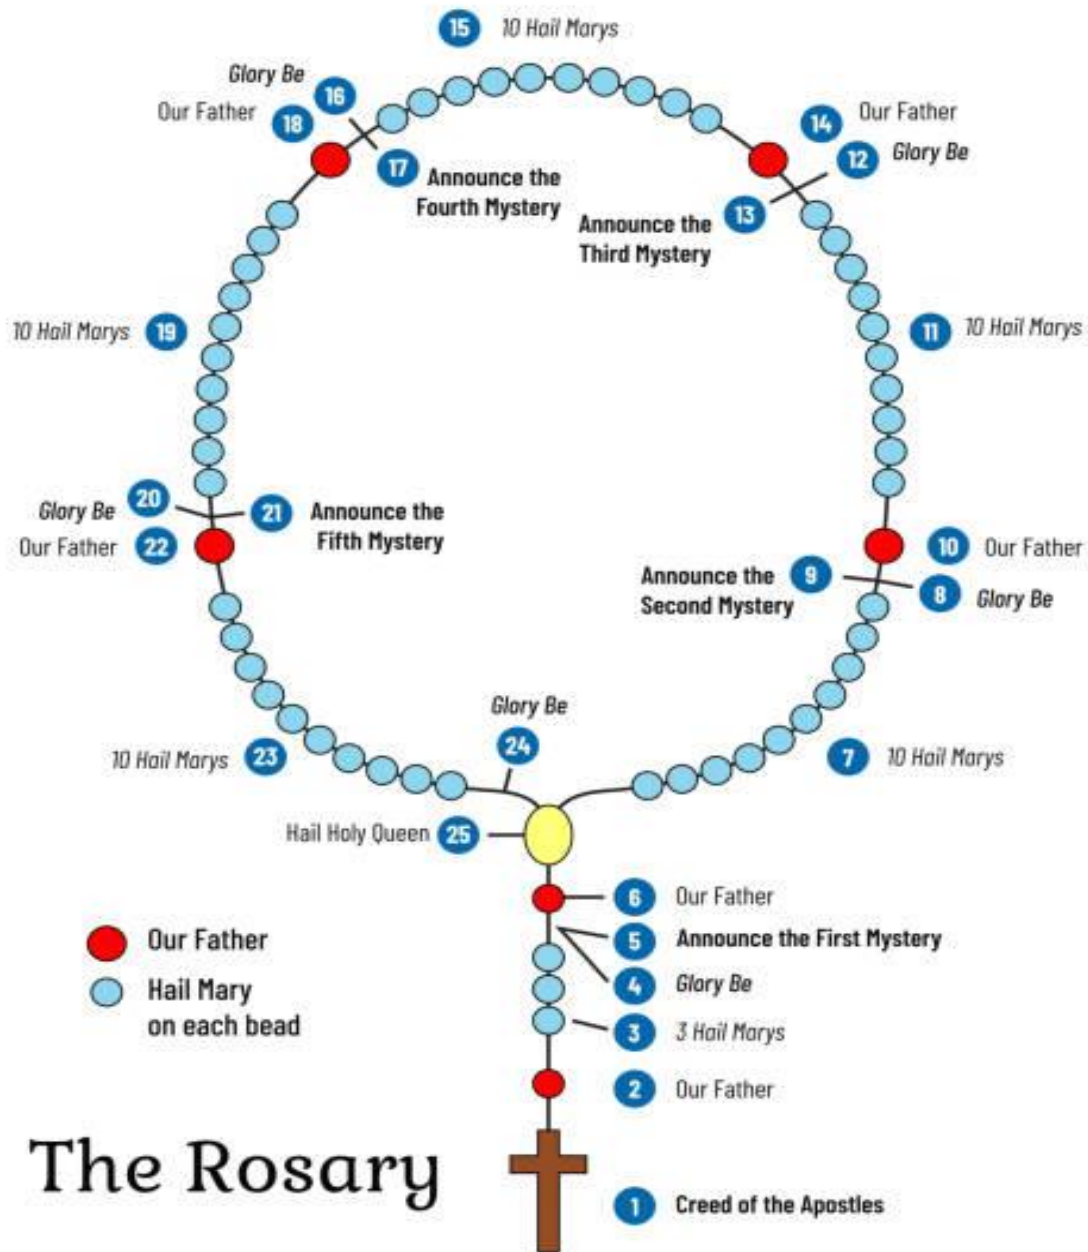 15 10 Hail Marys
Glory Be 16
Our Father 18
14 Our Father
12 Glory Be
17 Announce the
Fourth Mystery
Announce the 13
Third Mystery
10 Hail Marys 19
11 10 Hail Marys
Glory Be 20
21 Announce the
Fifth Mystery
Our Father 22
10 Our Father
Announce the 9
Second Mystery
8 Glory Be
Glory Be
24
10 Hail Marys 23
7 10 Hail Marys
Hail Holy Queen 25
6 Our Father
5 Announce the First Mystery
4 Glory Be
3 3 Hail Marys
2 Our Father
1 Creed of the Apostles
Our Father
Hail Mary
on each bead
The Rosary